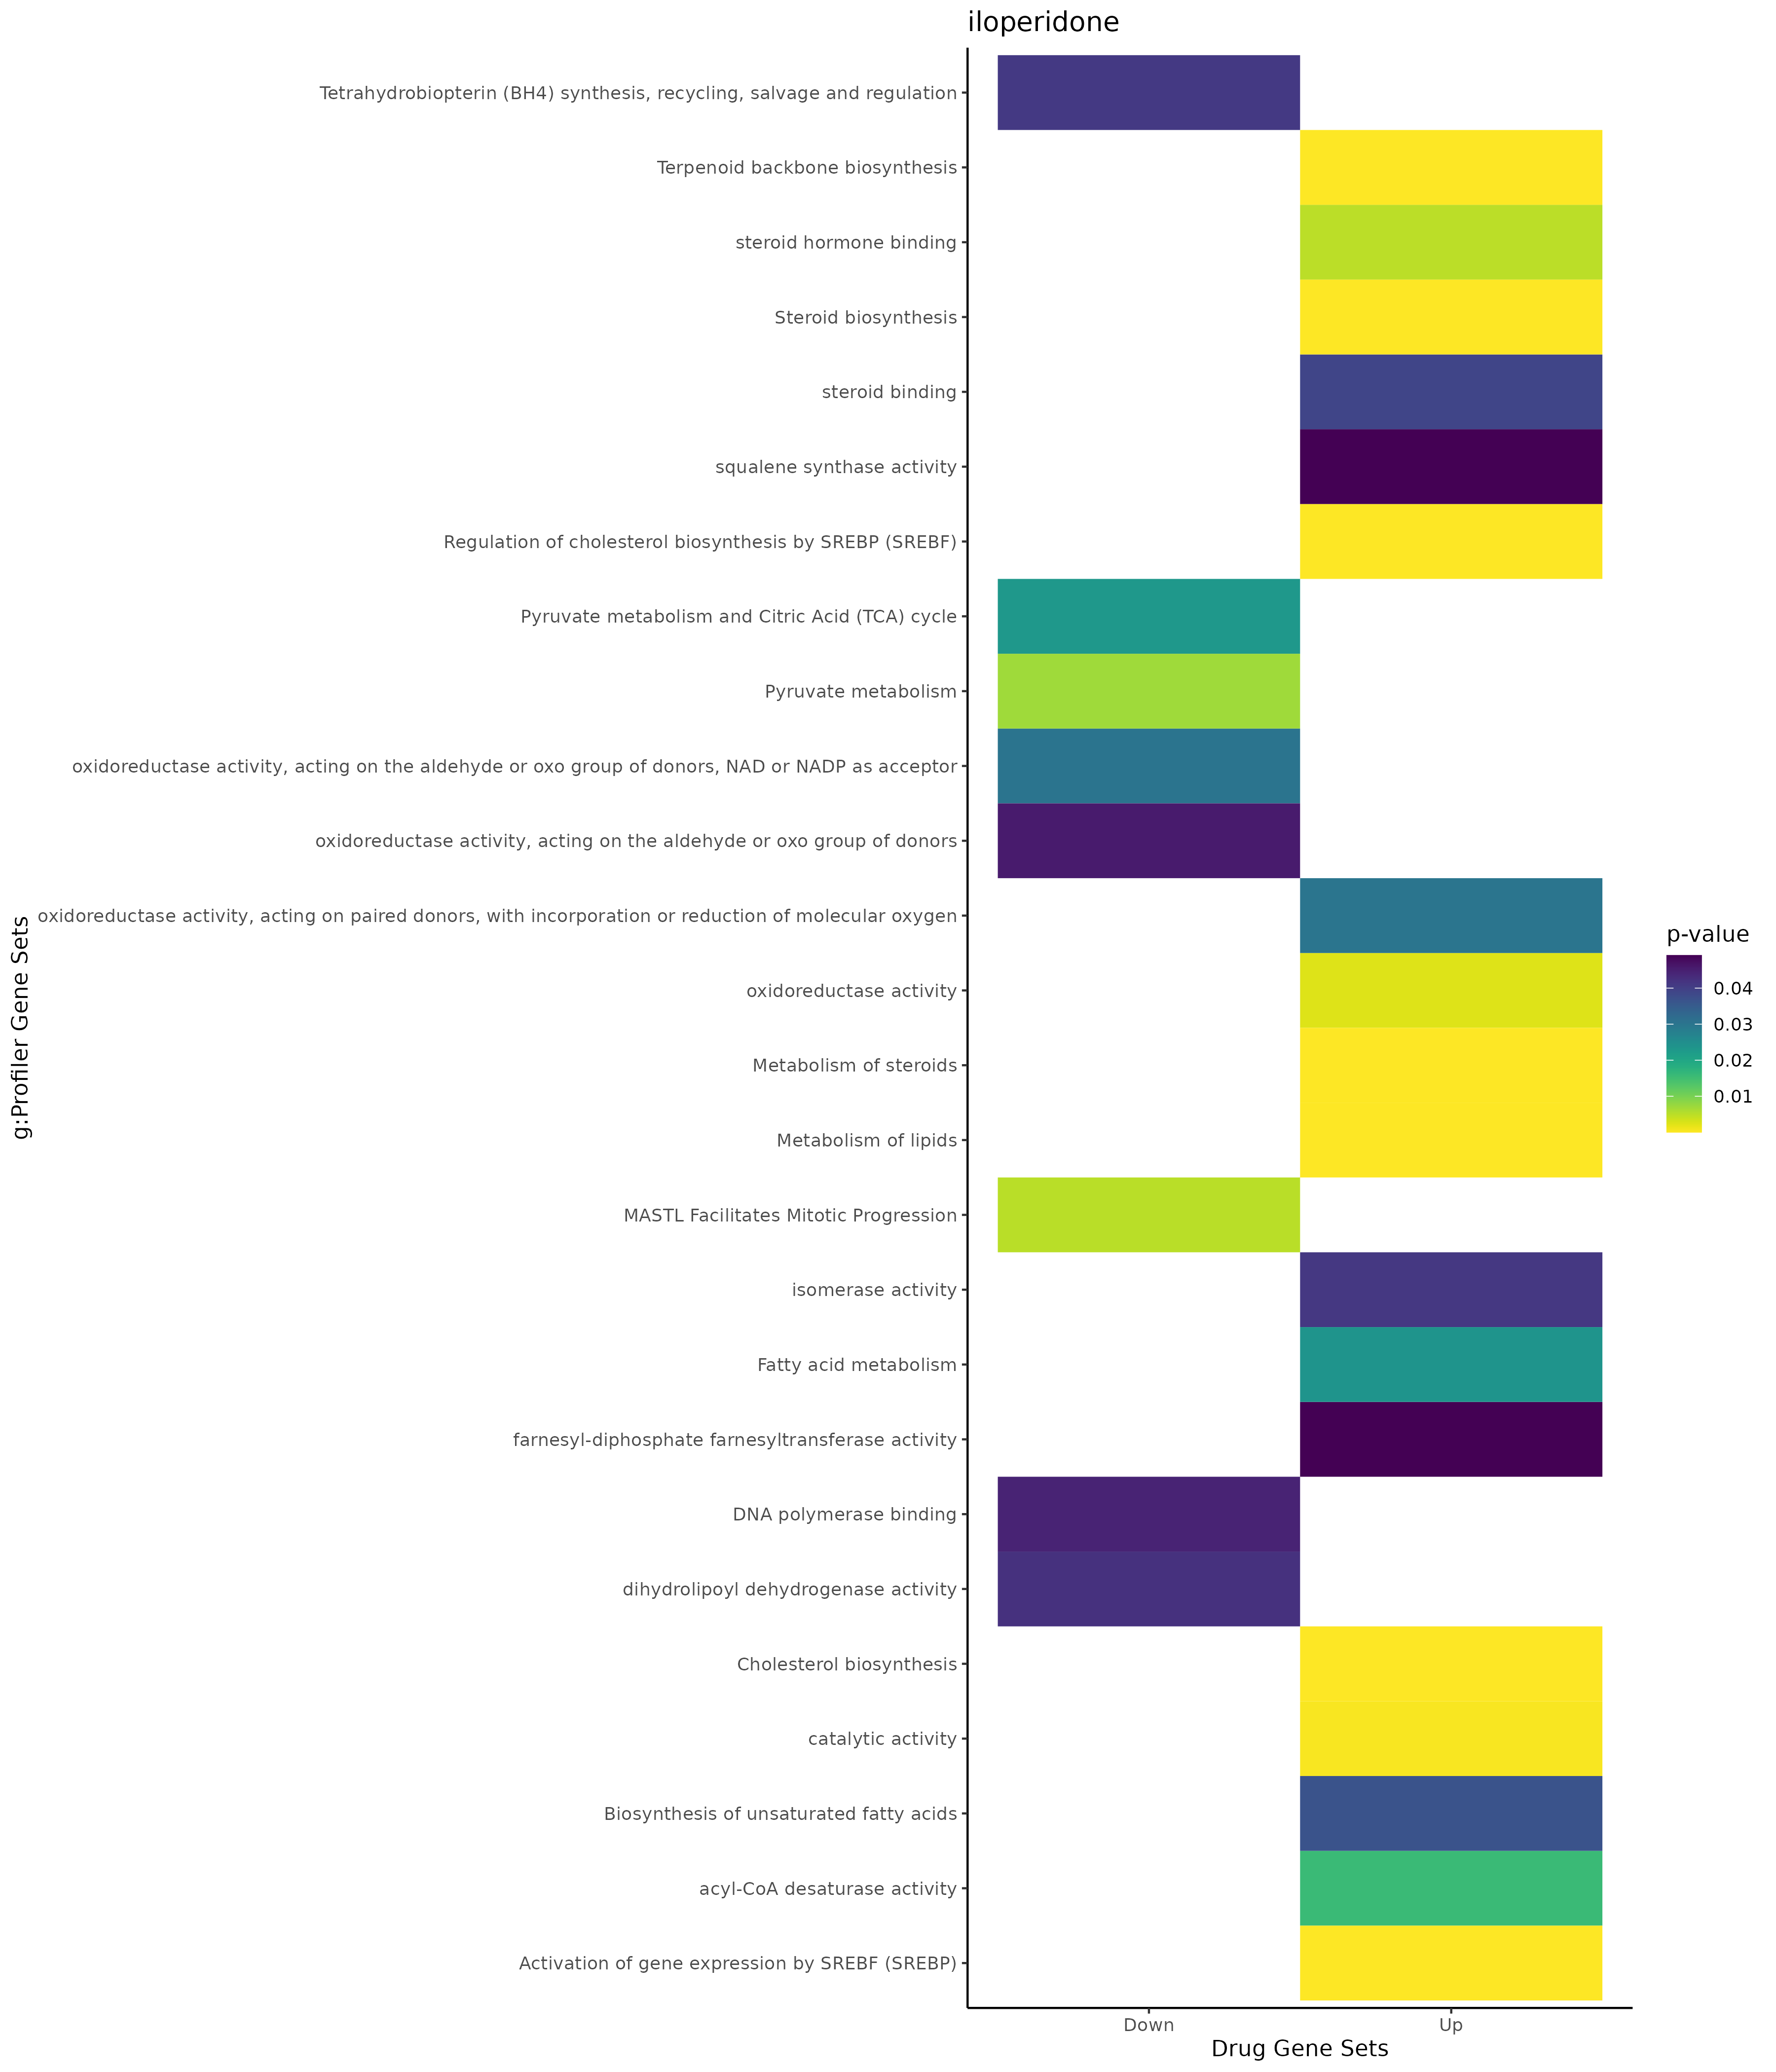 iloperidone
Tetrahydrobiopterin (BH4) synthesis, recycling, salvage and regulation
Terpenoid backbone biosynthesis
steroid hormone binding
Steroid biosynthesis
steroid binding
squalene synthase activity
Regulation of cholesterol biosynthesis by SREBP (SREBF)
Pyruvate metabolism and Citric Acid (TCA) cycle
Pyruvate metabolism
oxidoreductase activity, acting on the aldehyde or oxo group of donors, NAD or NADP as acceptor
oxidoreductase activity, acting on the aldehyde or oxo group of donors
oxidoreductase activity, acting on paired donors, with incorporation or reduction of molecular oxygen
oxidoreductase activity
Metabolism of steroids
Metabolism of lipids
MASTL Facilitates Mitotic Progression
isomerase activity
Fatty acid metabolism
farnesyl-diphosphate farnesyltransferase activity
DNA polymerase binding
dihydrolipoyl dehydrogenase activity
Cholesterol biosynthesis
catalytic activity
Biosynthesis of unsaturated fatty acids
acyl-CoA desaturase activity
Activation of gene expression by SREBF (SREBP)
g:Profiler Gene Sets
Down
Up
Drug Gene Sets
p-value
0.04
0.03
0.02
0.01